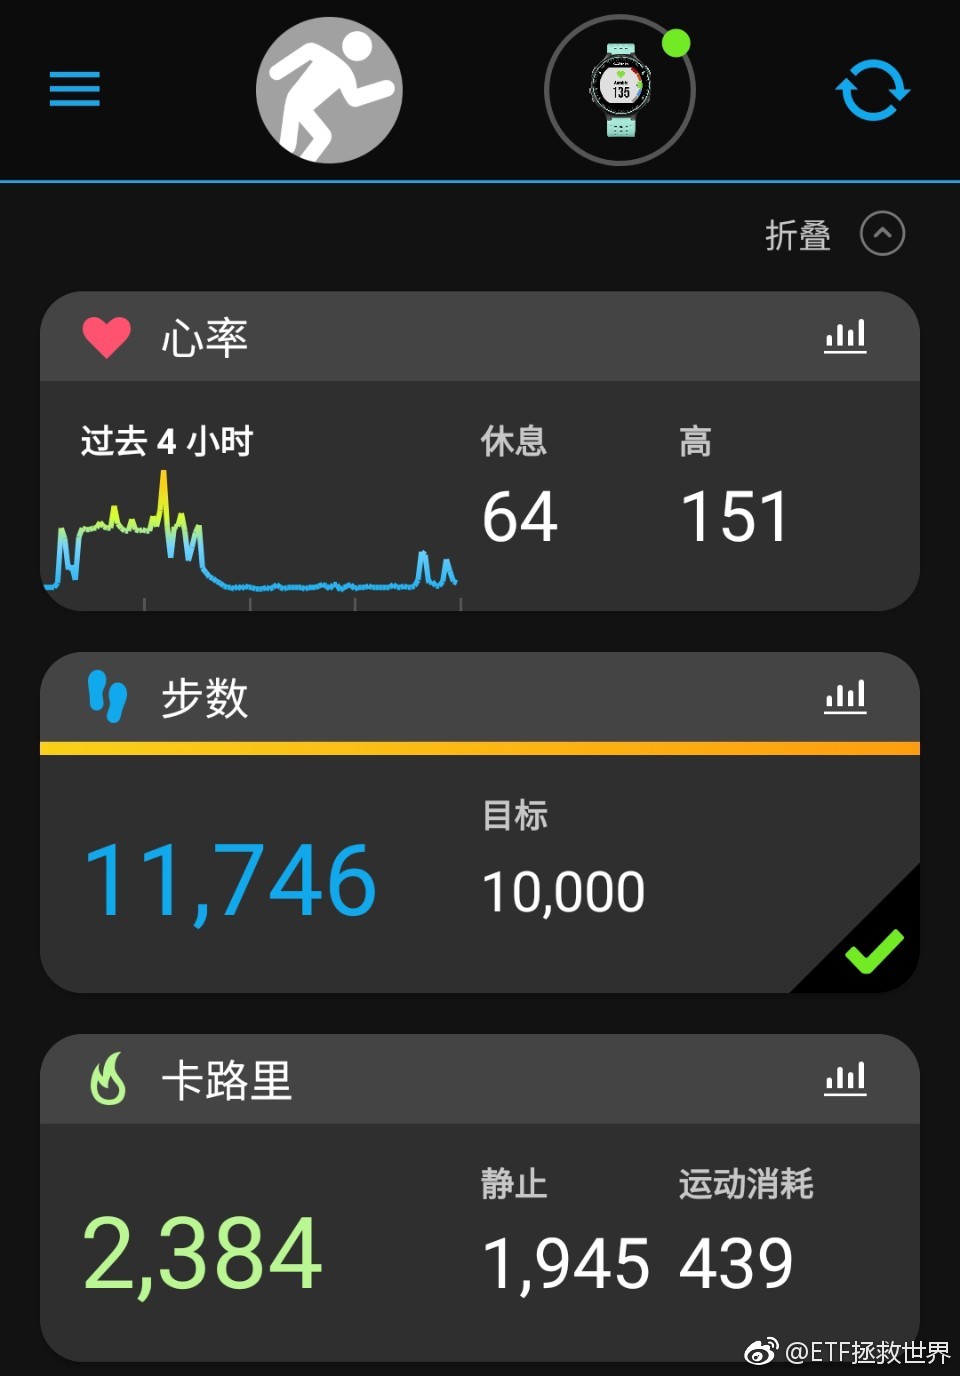 135
折叠
心率
过去 4 小时
休息 高
64 151
步数
目标
11,746
10,000
卡路里
静止 运动消耗
2,384
1,945 439
@ETF拯救世界